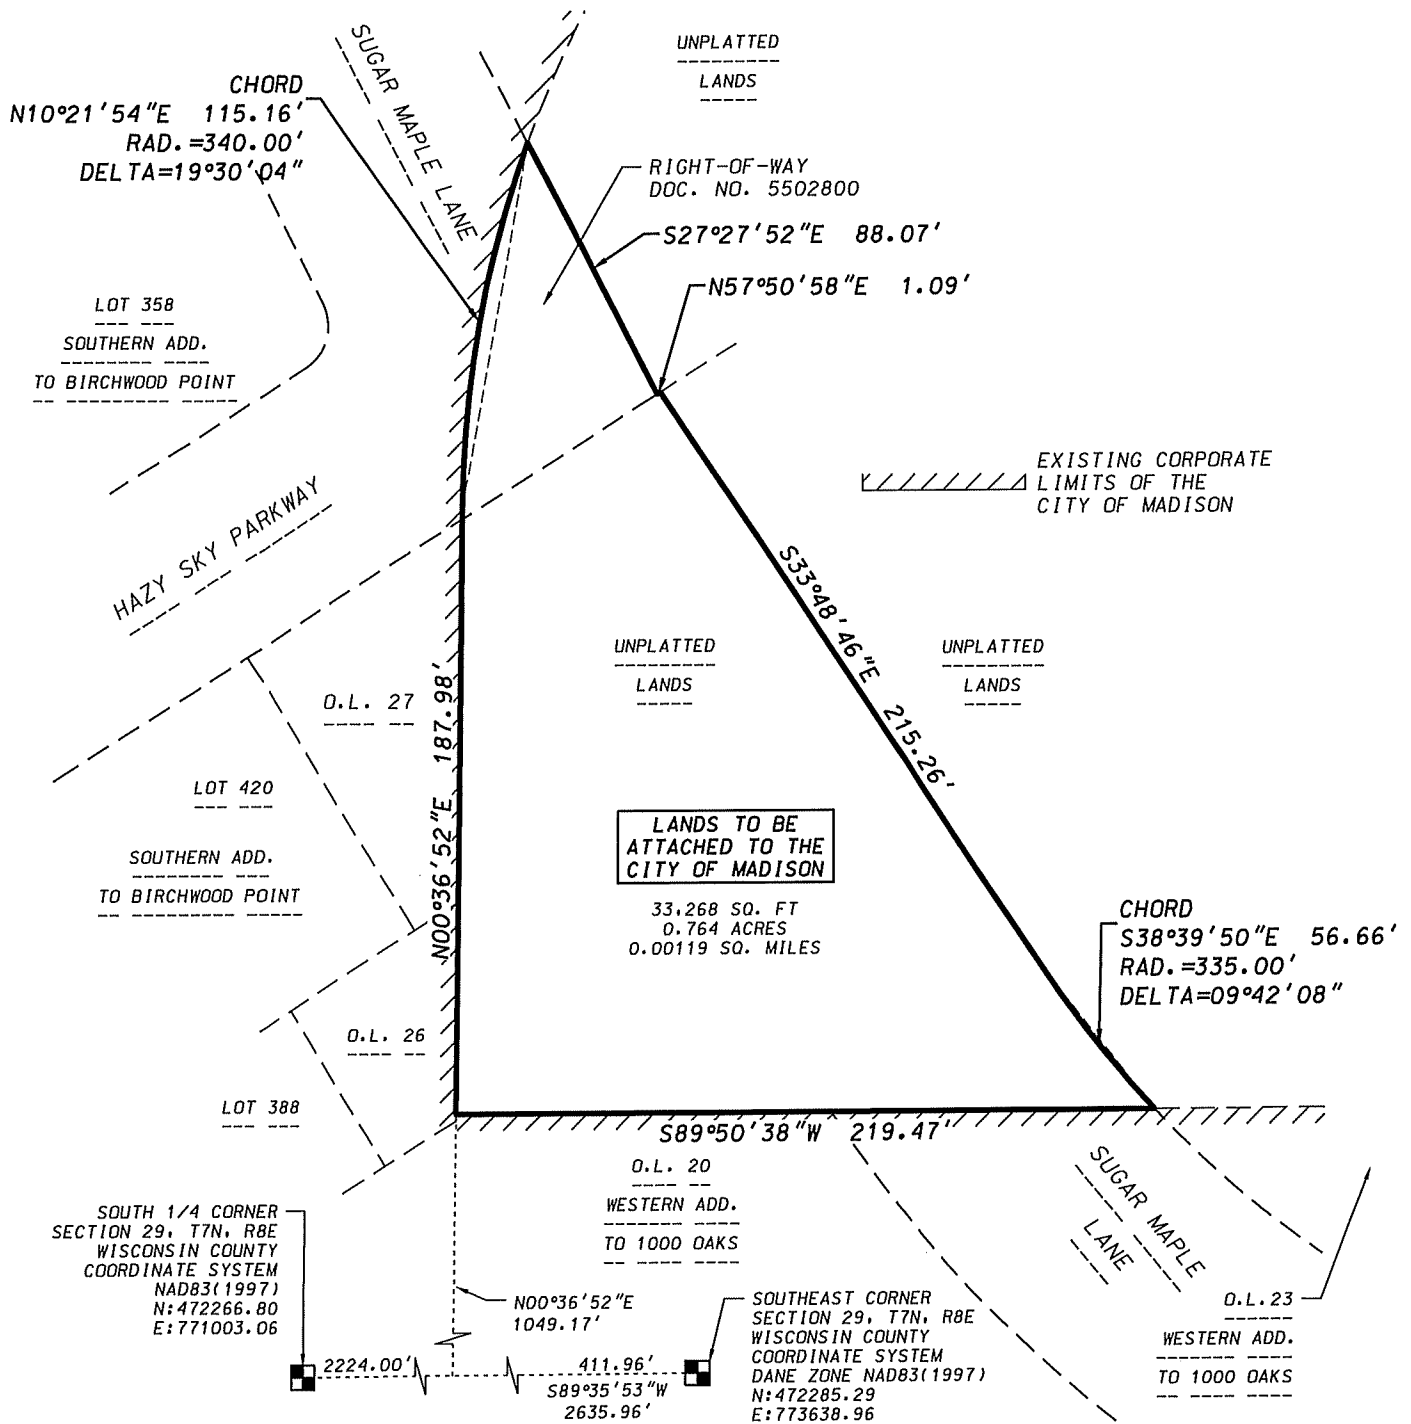 UNPLATTED
LANDS
SUGAR MAPLE LANE
CHORD
N10°21'54"E 115.16'
RAD.=340.00'
DELTA=19°30'04"
RIGHT-OF-WAY
DOC. NO. 5502800
S27°27'52"E 88.07'
N57°50'58"E 1.09'
LOT 358
SOUTHERN ADD.
TO BIRCHWOOD POINT
EXISTING CORPORATE
LIMITS OF THE
CITY OF MADISON
HAZY SKY PARKWAY
S33°48'46"E 215.26'
UNPLATTED
LANDS
UNPLATTED
LANDS
O.L. 27
N00°36'52"E 187.98'
LOT 420
SOUTHERN ADD.
TO BIRCHWOOD POINT
LANDS TO BE
ATTACHED TO THE
CITY OF MADISON
33,268 SQ. FT
0.764 ACRES
0.00119 SQ. MILES
CHORD
S38°39'50"E 56.66'
RAD.=335.00'
DELTA=09°42'08"
O.L. 26
LOT 388
S89°50'38"W 219.47'
O.L. 20
WESTERN ADD.
TO 1000 OAKS
SUGAR MAPLE
LANE
SOUTH 1/4 CORNER
SECTION 29, T7N, R8E
WISCONSIN COUNTY
COORDINATE SYSTEM
NAD83(1997)
N:472266.80
E:771003.06
N00°36'52"E
1049.17'
SOUTHEAST CORNER
SECTION 29, T7N, R8E
WISCONSIN COUNTY
COORDINATE SYSTEM
DANE ZONE NAD83(1997)
N:472285.29
E:773638.96
O.L.23
WESTERN ADD.
TO 1000 OAKS
2224.00'
411.96'
S89°35'53"W
2635.96'